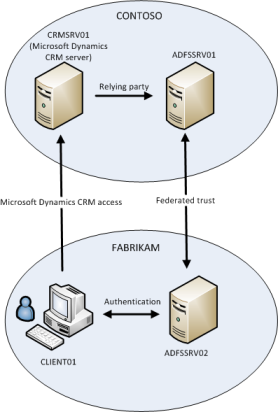 CONTOSO
CRMSRV01
(Microsoft Dynamics
CRM server)
ADFSSRV01
Relying party
Microsoft Dynamics CRM access
Federated trust
FABRIKAM
Authentication
CLIENT01
ADFSSRV02